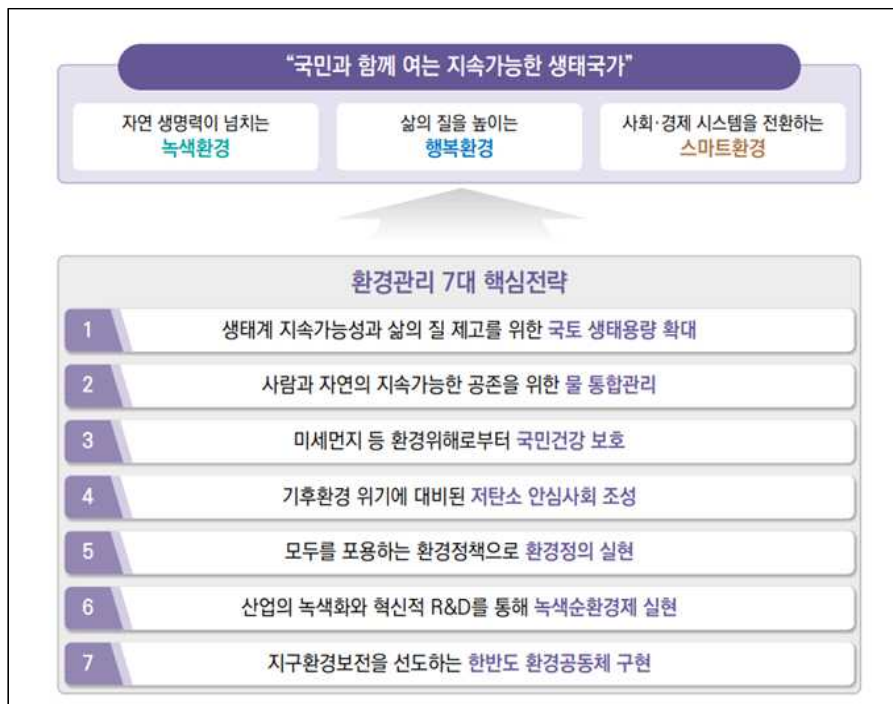 “국민과 함께 여는 지속가능한 생태국가”
자연 생명력이 넘치는
녹색환경
삶의 질을 높이는
행복환경
사회·경제 시스템을 전환하는
스마트환경
환경관리 7대 핵심전략
1 생태계 지속가능성과 삶의 질 제고를 위한 국토 생태용량 확대
2 사람과 자연의 지속가능한 공존을 위한 물 통합관리
3 미세먼지 등 환경위해로부터 국민건강 보호
4 기후환경 위기에 대비된 저탄소 안심사회 조성
5 모두를 포용하는 환경정책으로 환경정의 실현
6 산업의 녹색화와 혁신적 R&D를 통해 녹색순환경제 실현
7 지구환경보전을 선도하는 한반도 환경공동체 구현